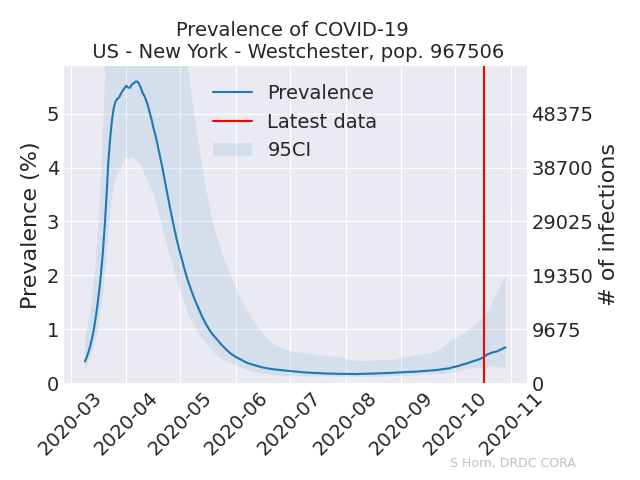 Prevalence of COVID-19
US - New York - Westchester, pop. 967506
Prevalence (%)
5
4
3
2
1
0
Prevalence
Latest data
95CI
48375
38700
29025
19350
9675
0
# of infections
2020-03
2020-04
2020-05
2020-06
2020-07
2020-08
2020-09
2020-10
2020-11
S Horn, DRDC CORA